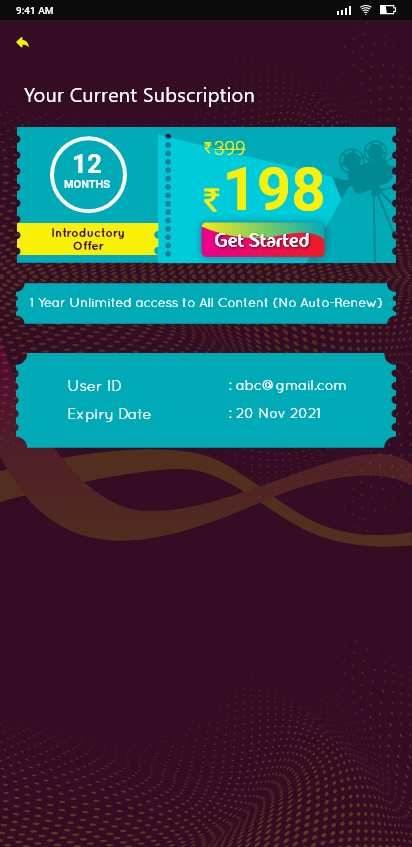 9:41 AM
Your Current Subscription
12
MONTHS
Introductory
Offer
₹399
₹198
Get Started
1 Year Unlimited access to All Content (No Auto-Renew)
User ID : abc@gmail.com
Expiry Date : 20 Nov 2021